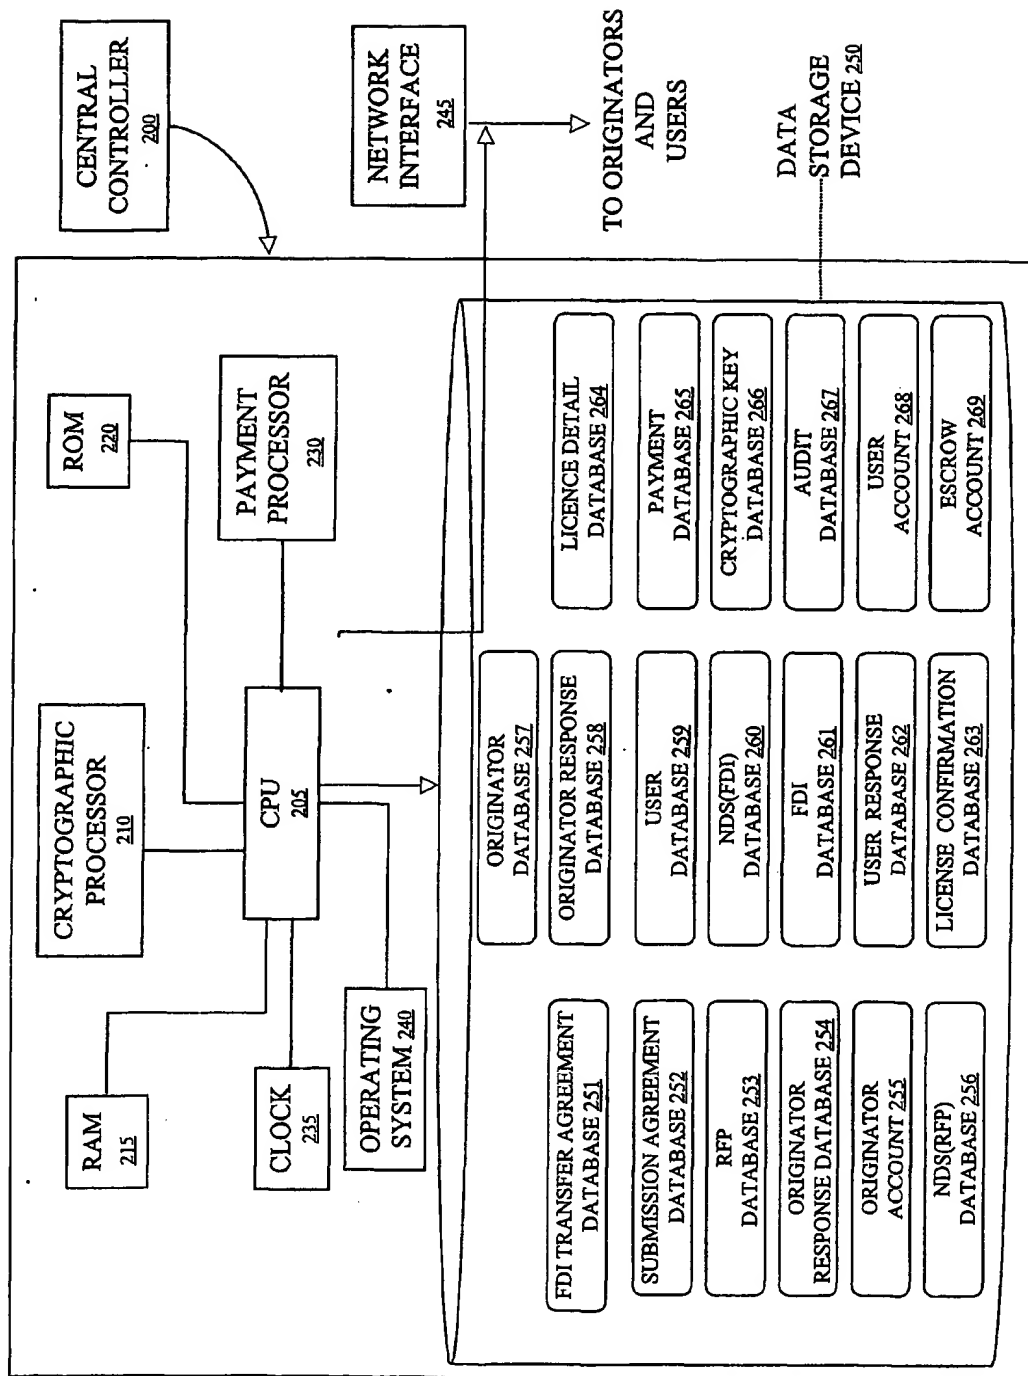 CENTRAL
CONTROLLER
200
NETWORK
INTERFACE
245
TO ORIGINATORS
AND
USERS
DATA
STORAGE
DEVICE 250
ROM
220
PAYMENT
PROCESSOR
230
CRYPTOGRAPHIC
PROCESSOR
210
CPU
205
RAM
215
CLOCK
235
OPERATING
SYSTEM 240
FDI TRANSFER AGREEMENT
DATABASE 251
SUBMISSION AGREEMENT
DATABASE 252
RFP
DATABASE 253
ORIGINATOR
RESPONSE DATABASE 254
ORIGINATOR
ACCOUNT 255
NDS(RFP)
DATABASE 256
ORIGINATOR
DATABASE 257
ORIGINATOR RESPONSE
DATABASE 258
USER
DATABASE 259
NDS(FDI)
DATABASE 260
FDI
DATABASE 261
USER RESPONSE
DATABASE 262
LICENSE CONFIRMATION
DATABASE 263
LICENCE DETAIL
DATABASE 264
PAYMENT
DATABASE 265
CRYPTOGRAPHIC KEY
DATABASE 266
AUDIT
DATABASE 267
USER
ACCOUNT 268
ESCROW
ACCOUNT 269